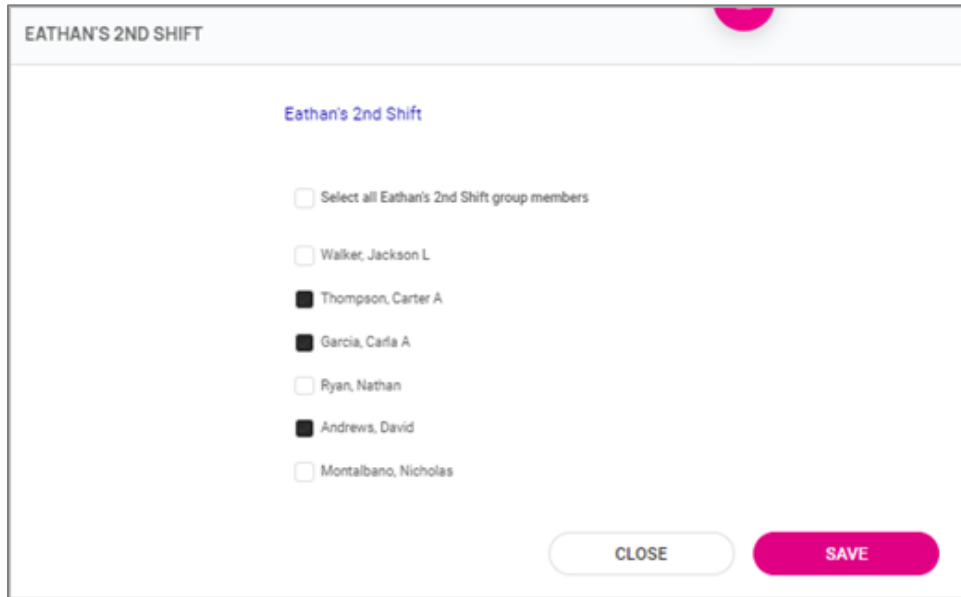 EATHAN'S 2ND SHIFT
Eathan's 2nd Shift
Select all Eathan's 2nd Shift group members
Walker, Jackson L
Thompson, Carter A
Garcia, Carla A
Ryan, Nathan
Andrews, David
Montalbano, Nicholas
CLOSE
SAVE